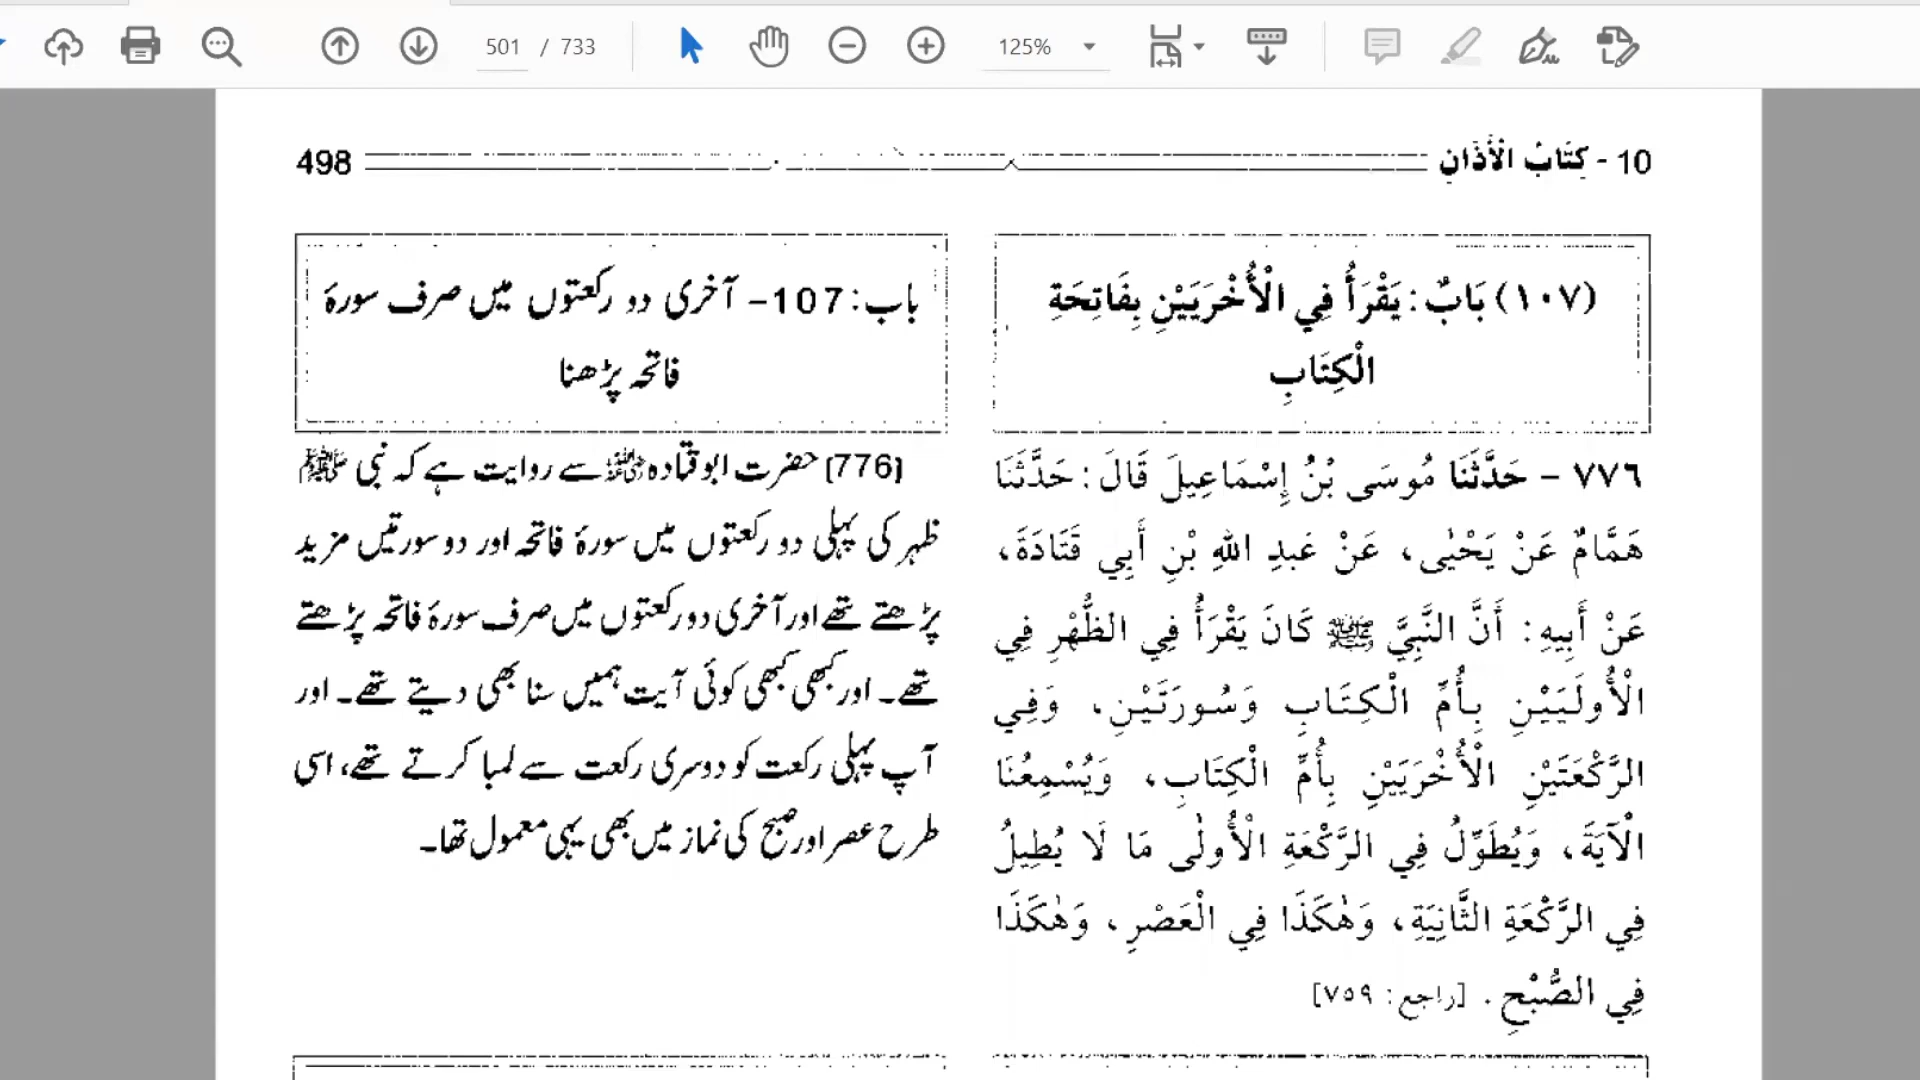 501 / 733
125%
498
10 - كِتَابُ الْأَذَانِ
(١٠٧) بَابٌ : يَقْرَأُ فِي الْأُخْرَيَيْنِ بِفَاتِحَةِ
الْكِتَابِ
٧٧٦ - حَدَّثَنَا مُوسَى بْنُ إِسْمَاعِيلَ قَالَ : حَدَّثَنَا
هَمَّامٌ عَنْ يَحْيٰى، عَنْ عَبدِ اللهِ بْنِ أَبِي قَتَادَةَ،
عَنْ أَبِيهِ : أَنَّ النَّبِيَّ ﷺ كَانَ يَقْرَأُ فِي الظُّهْرِ فِي
الْأُولَيَيْنِ بِأُمِّ الْكِتَابِ وَسُورَتَيْنِ، وَفِي
الرَّكْعَتَيْنِ الْأُخْرَيَيْنِ بِأُمِّ الْكِتَابِ، وَيُسْمِعُنَا
الْآيَةَ، وَيُطَوِّلُ فِي الرَّكْعَةِ الْأُولٰى مَا لَا يُطِيلُ
فِي الرَّكْعَةِ الثَّانِيَةِ، وَهٰكَذَا فِي الْعَصْرِ، وَهٰكَذَا
فِي الصُّبْحِ . [راجع : ٧٥٩]
باب : 107- آخری دو رکعتوں میں صرف سورۂ
فاتحہ پڑھنا
[776] حضرت ابوقتادہ ؓ سے روایت ہے کہ نبی ﷺ
ظہر کی پہلی دو رکعتوں میں سورۂ فاتحہ اور دو سورتیں مزید
پڑھتے تھے اور آخری دو رکعتوں میں صرف سورۂ فاتحہ پڑھتے
تھے۔ اور کبھی کبھی کوئی آیت ہمیں سنا بھی دیتے تھے۔ اور
آپ پہلی رکعت کو دوسری رکعت سے لمبا کرتے تھے، اسی
طرح عصر اور صبح کی نماز میں بھی یہی معمول تھا۔